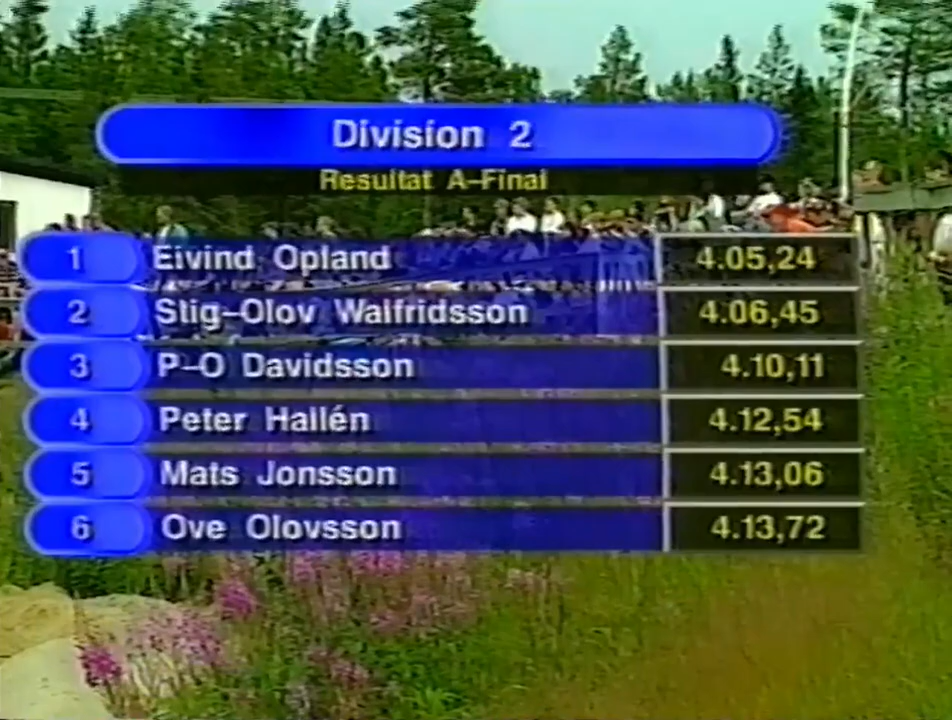 Division 2
Resultat A-Final
1 Eivind Opland 4.05,24
2 Stig-Olov Walfridsson 4.06,45
3 P-O Davidsson 4.10,11
4 Peter Hallén 4.12,54
5 Mats Jonsson 4.13,06
6 Ove Olovsson 4.13,72